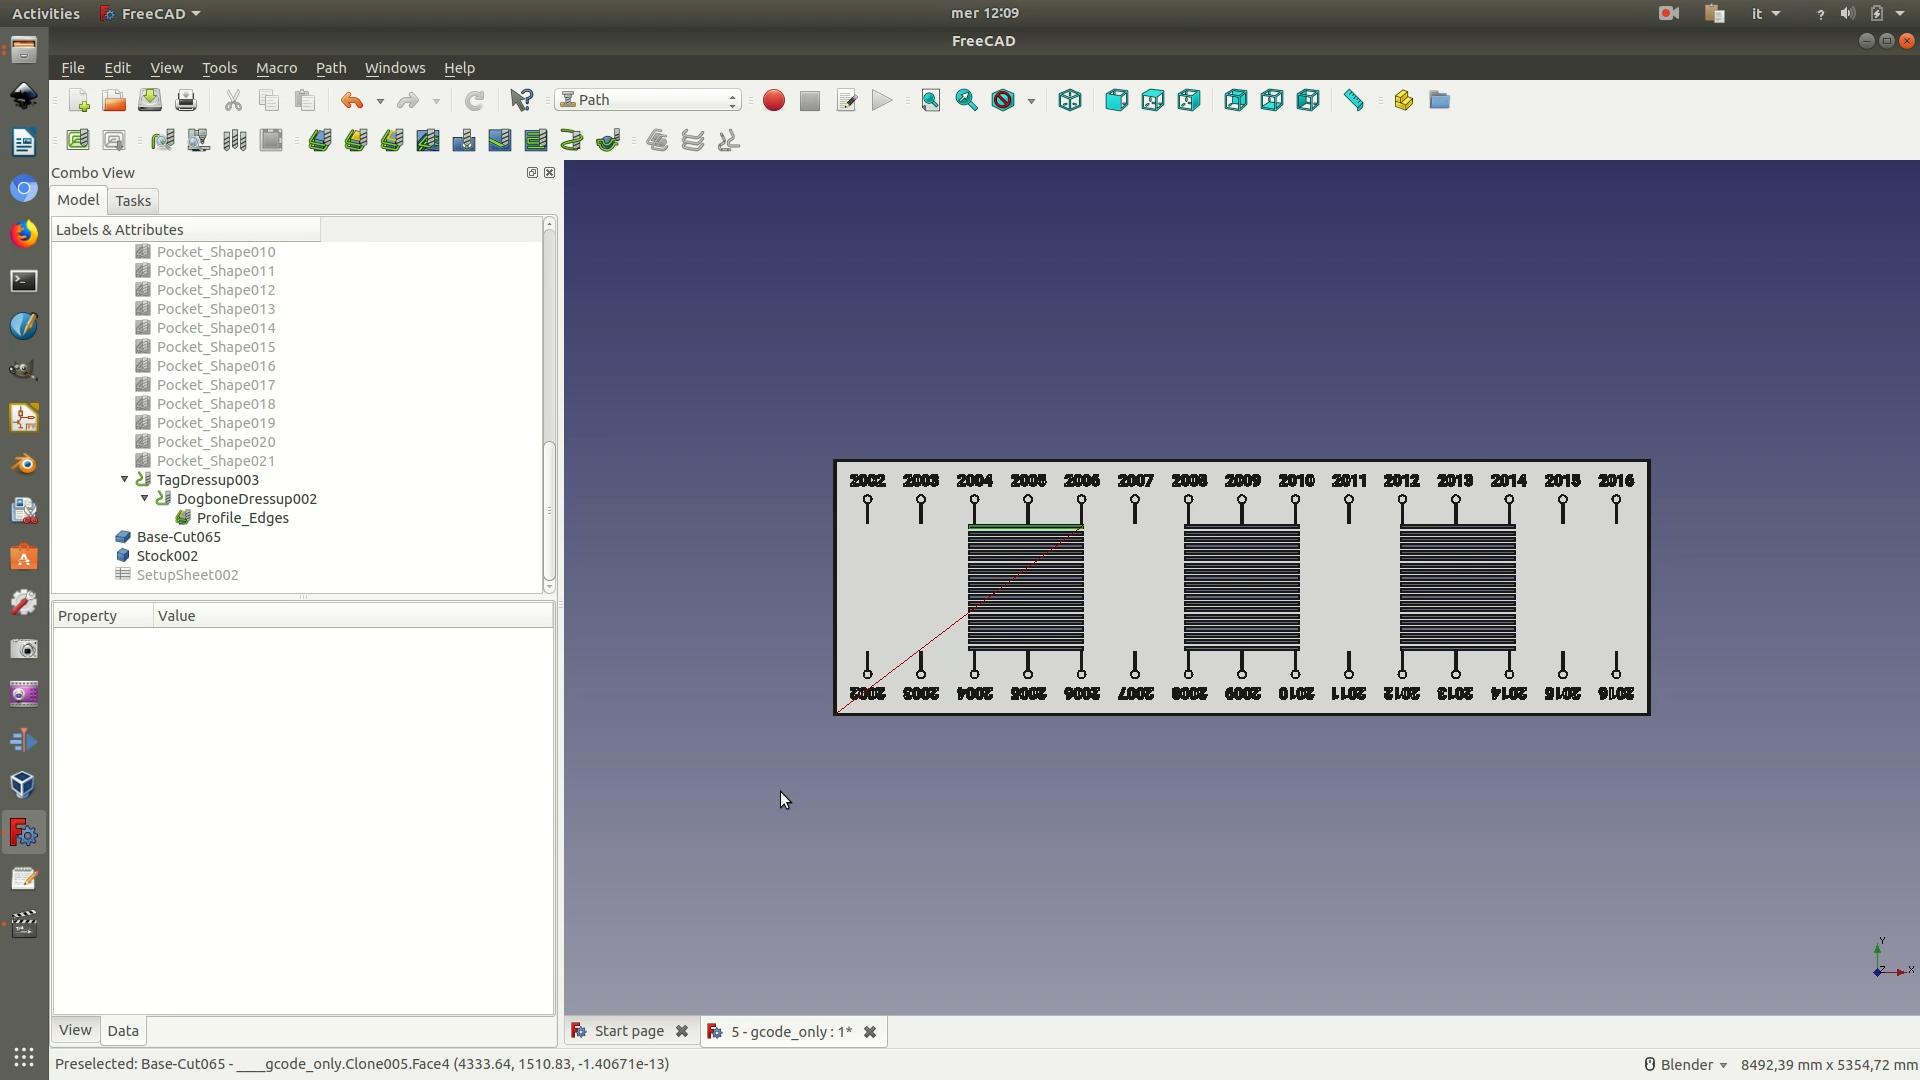 Activities FreeCAD mer 12:09 it ?
FreeCAD
File Edit View Tools Macro Path Windows Help
Path
Combo View
Model Tasks
Labels & Attributes
Pocket_Shape010
Pocket_Shape011
Pocket_Shape012
Pocket_Shape013
Pocket_Shape014
Pocket_Shape015
Pocket_Shape016
Pocket_Shape017
Pocket_Shape018
Pocket_Shape019
Pocket_Shape020
Pocket_Shape021
TagDressup003
DogboneDressup002
Profile_Edges
Base-Cut065
Stock002
SetupSheet002
Property Value
View Data
2002 2003 2004 2005 2006 2007 2008 2009 2010 2011 2012 2013 2014 2015 2016
2002 2003 2004 2005 2006 2007 2008 2009 2010 2011 2012 2013 2014 2015 2016
Y
Z X
Start page 5 - gcode_only : 1*
Preselected: Base-Cut065 - ____gcode_only.Clone005.Face4 (4333.64, 1510.83, -1.40671e-13) Blender 8492,39 mm x 5354,72 mm